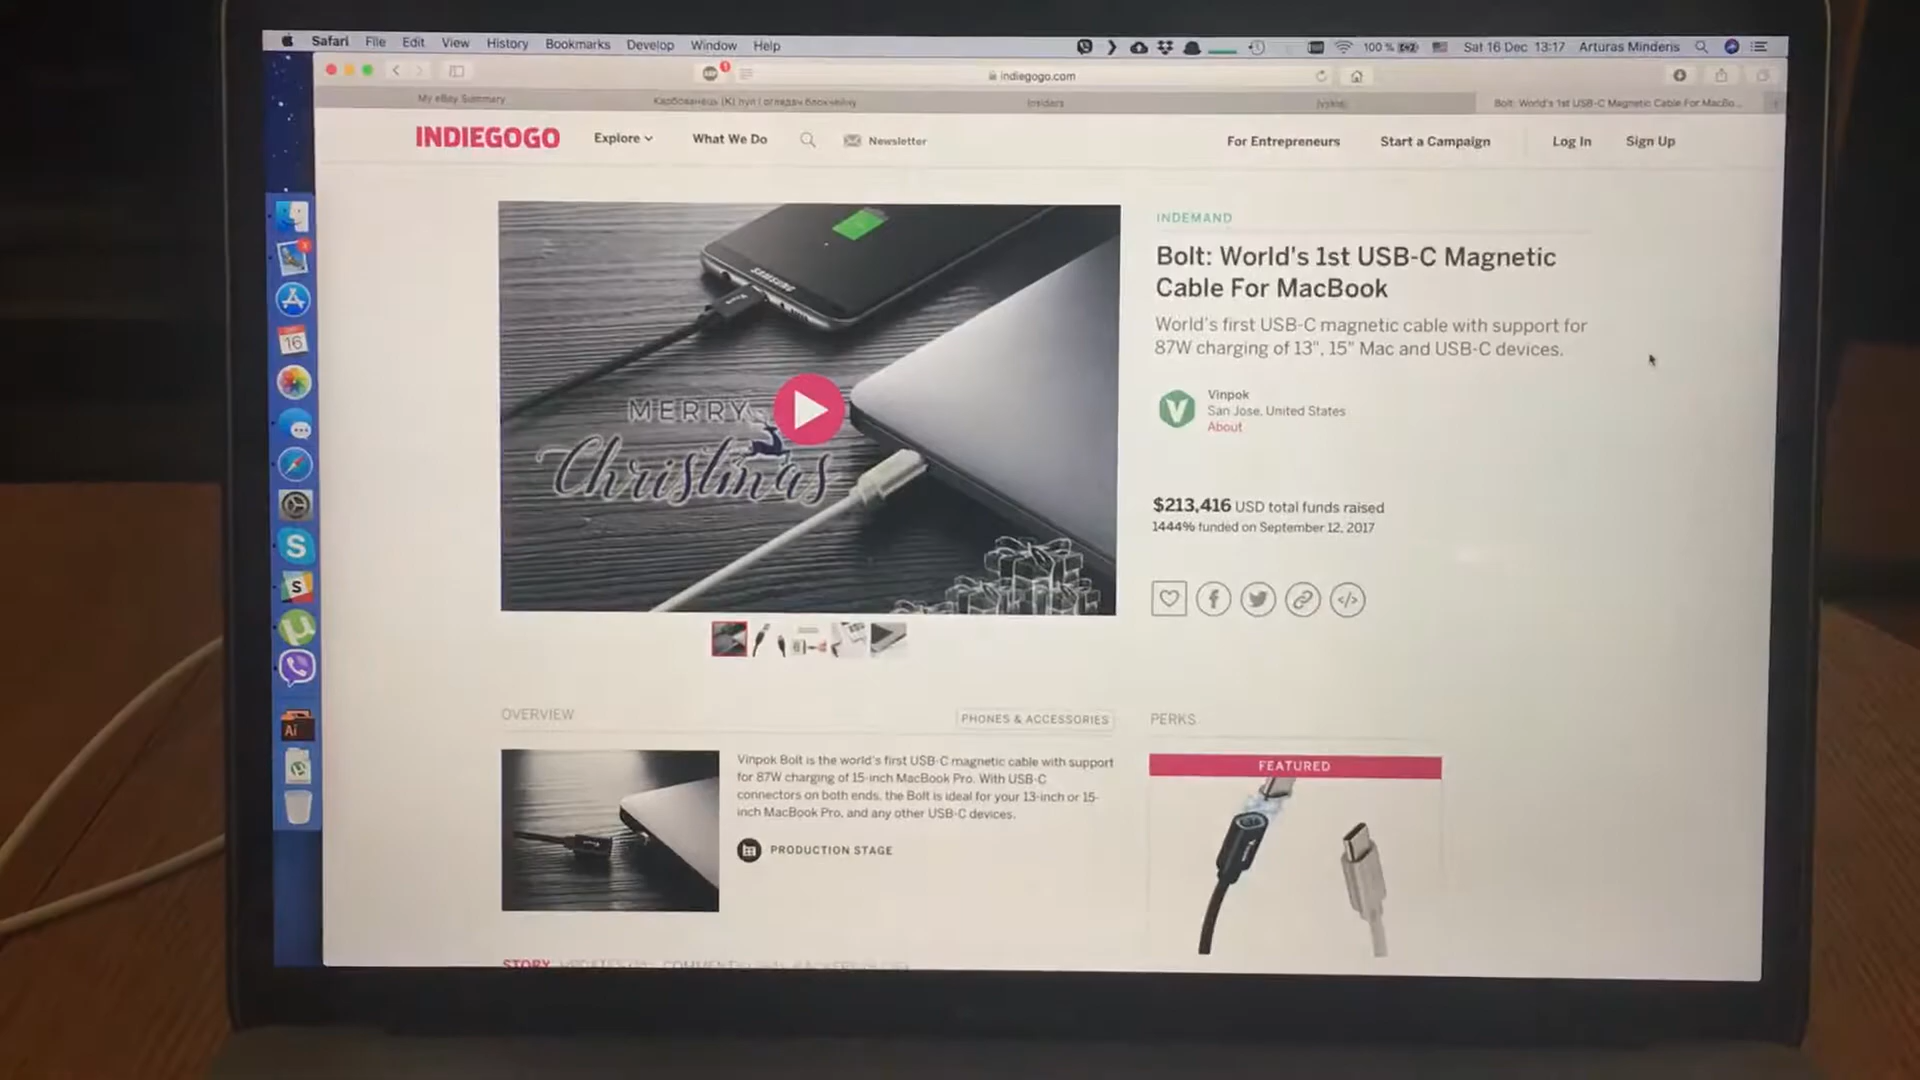 Safari File Edit View History Bookmarks Develop Window Help
100 % Sat 16 Dec 13:17 Arturas Minderis
indiegogo.com
My eBay Summary
Insiders
Bolt: World's 1st USB-C Magnetic Cable For MacBo...
INDIEGOGO Explore What We Do Newsletter For Entrepreneurs Start a Campaign Log In Sign Up
INDEMAND
Bolt: World's 1st USB-C Magnetic
Cable For MacBook
World's first USB-C magnetic cable with support for
87W charging of 13", 15" Mac and USB-C devices.
Vinpok
San Jose, United States
About
$213,416 USD total funds raised
1444% funded on September 12, 2017
SAMSUNG
MERRY
Christmas
16
Ai
OVERVIEW
PHONES & ACCESSORIES
PERKS
Vinpok Bolt is the world's first USB-C magnetic cable with support
for 87W charging of 15-inch MacBook Pro. With USB-C
connectors on both ends, the Bolt is ideal for your 13-inch or 15-
inch MacBook Pro, and any other USB-C devices.
PRODUCTION STAGE
FEATURED
STORY